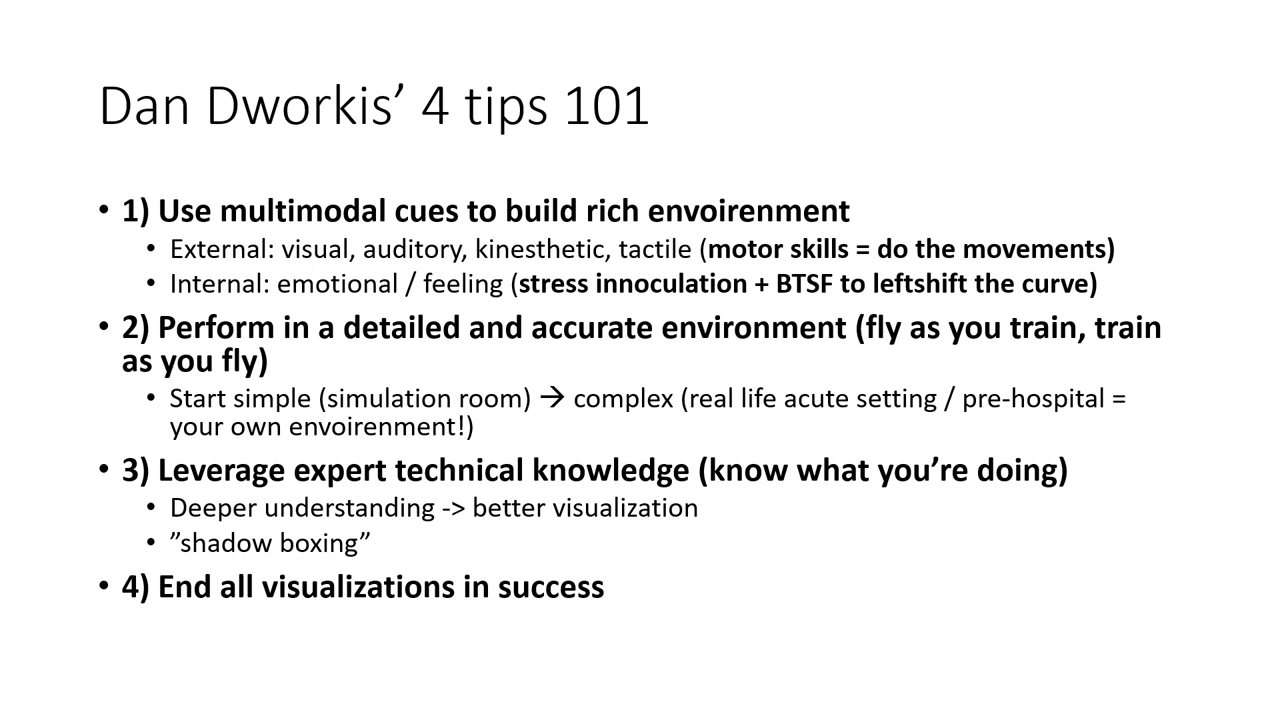 Dan Dworkis’ 4 tips 101
• 1) Use multimodal cues to build rich envoirenment
• External: visual, auditory, kinesthetic, tactile (motor skills = do the movements)
• Internal: emotional / feeling (stress innoculation + BTSF to leftshift the curve)
• 2) Perform in a detailed and accurate environment (fly as you train, train
as you fly)
• Start simple (simulation room) → complex (real life acute setting / pre-hospital =
your own envoirenment!)
• 3) Leverage expert technical knowledge (know what you’re doing)
• Deeper understanding -> better visualization
• ”shadow boxing”
• 4) End all visualizations in success